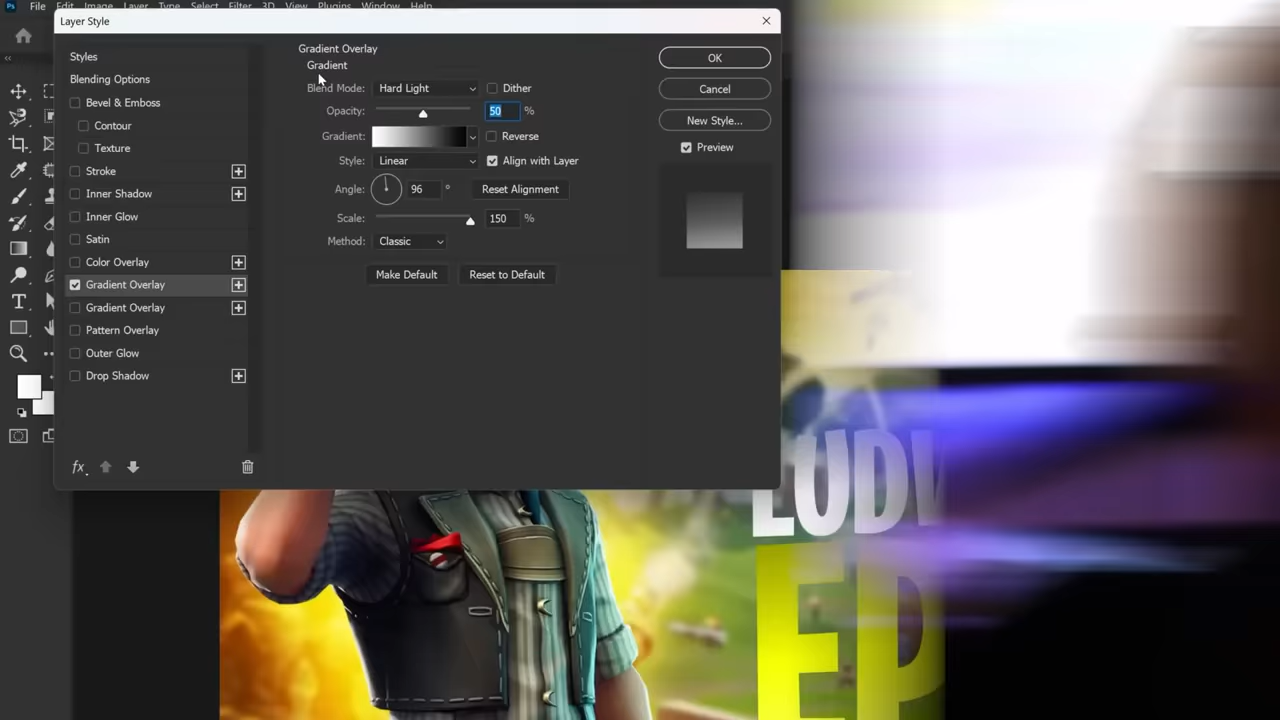 Ps File Edit Image Layer Type Select Filter 3D View Plugins Window Help
Layer Style
Styles
Blending Options
Bevel & Emboss
Contour
Texture
Stroke
Inner Shadow
Inner Glow
Satin
Color Overlay
Gradient Overlay
Gradient Overlay
Pattern Overlay
Outer Glow
Drop Shadow
fx
Gradient Overlay
Gradient
Blend Mode: Hard Light Dither
Opacity: 50 %
Gradient: Reverse
Style: Linear Align with Layer
Angle: 96 ° Reset Alignment
Scale: 150 %
Method: Classic
Make Default Reset to Default
OK
Cancel
New Style...
Preview
T
EP